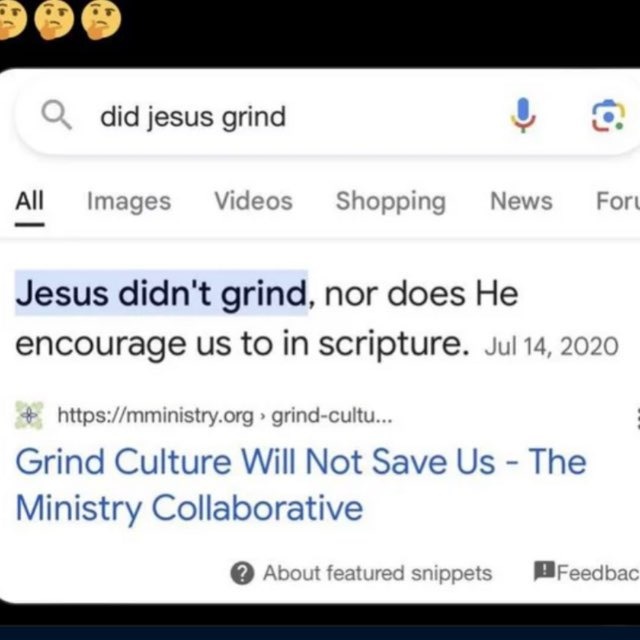 did jesus grind
All Images Videos Shopping News Foru
Jesus didn't grind, nor does He
encourage us to in scripture. Jul 14, 2020
https://mministry.org › grind-cultu...
Grind Culture Will Not Save Us - The
Ministry Collaborative
About featured snippets Feedbac